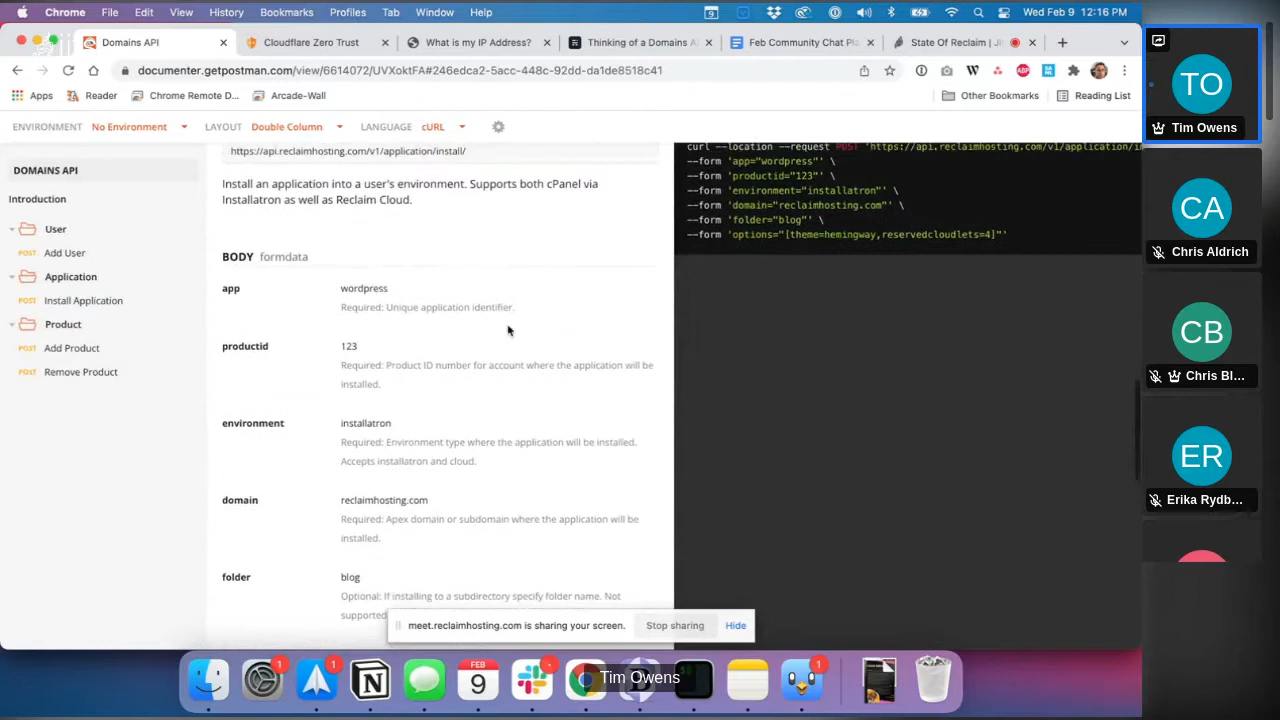 Chrome File Edit View History Bookmarks Profiles Tab Window Help 9 Wed Feb 9 12:16 PM
Domains API Cloudflare Zero Trust What is my IP Address? Thinking of a Domains A Feb Community Chat Pla State Of Reclaim | Ji
documenter.getpostman.com/view/6614072/UVXoktFA#246edca2-5acc-448c-92dd-da1de8518c41
Apps Reader Chrome Remote D... Arcade-Wall Other Bookmarks Reading List
ENVIRONMENT No Environment LAYOUT Double Column LANGUAGE cURL
DOMAINS API
Introduction
User
POST Add User
Application
POST Install Application
Product
POST Add Product
POST Remove Product
https://api.reclaimhosting.com/v1/application/install/
Install an application into a user's environment. Supports both cPanel via
Installatron as well as Reclaim Cloud.
BODY formdata
app wordpress
Required: Unique application identifier.
productid 123
Required: Product ID number for account where the application will be
installed.
environment installatron
Required: Environment type where the application will be installed.
Accepts installatron and cloud.
domain reclaimhosting.com
Required: Apex domain or subdomain where the application will be
installed.
folder blog
Optional: If installing to a subdirectory specify folder name. Not
supported
curl --location --request POST 'https://api.reclaimhosting.com/v1/application/in
--form 'app="wordpress"' \
--form 'productid="123"' \
--form 'environment="installatron"' \
--form 'domain="reclaimhosting.com"' \
--form 'folder="blog"' \
--form 'options="[theme=hemingway,reservedcloudlets=4]"'
meet.reclaimhosting.com is sharing your screen. Stop sharing Hide
1 1 FEB 9 1
Tim Owens
TO
Tim Owens
CA
Chris Aldrich
CB
Chris Bl...
ER
Erika Rydb...